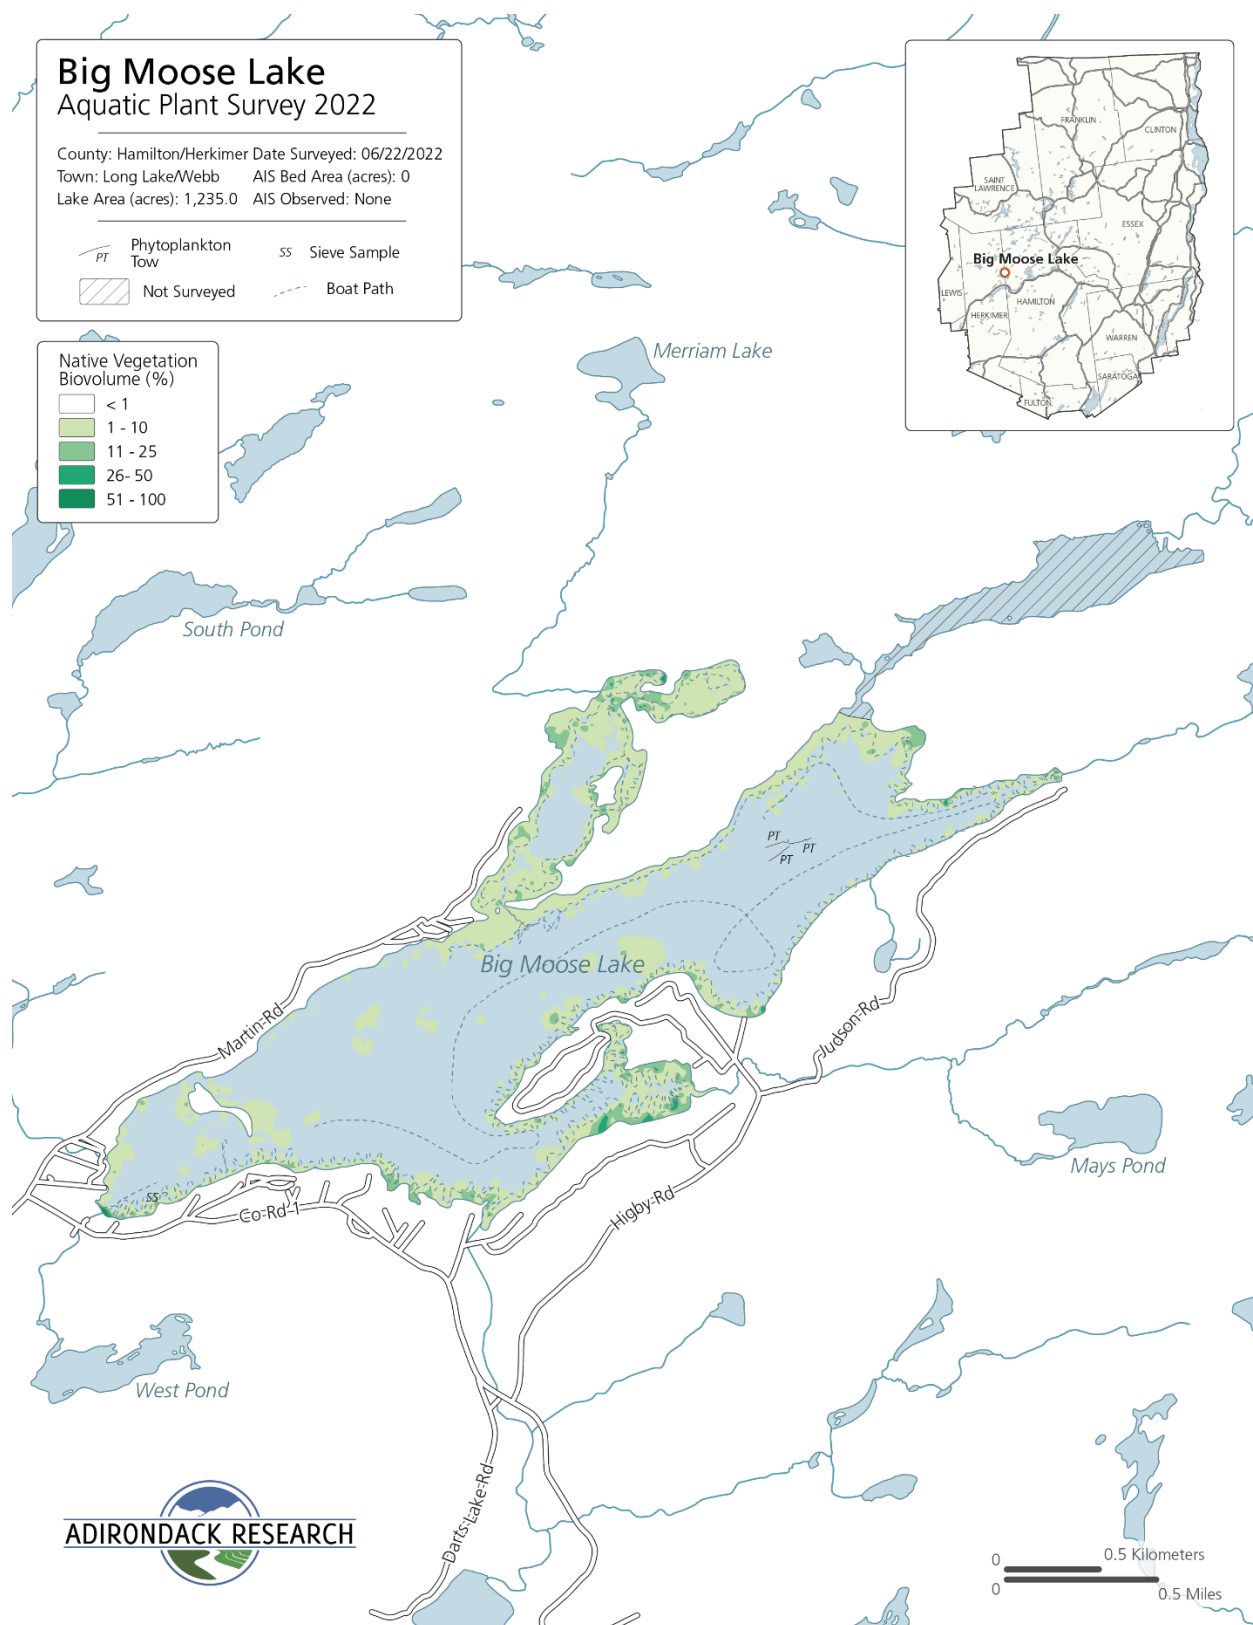 Big Moose Lake
Aquatic Plant Survey 2022
County: Hamilton/Herkimer Date Surveyed: 06/22/2022
Town: Long Lake/Webb AIS Bed Area (acres): 0
Lake Area (acres): 1,235.0 AIS Observed: None
PT Phytoplankton Tow
SS Sieve Sample
Not Surveyed
Boat Path
Native Vegetation
Biovolume (%)
< 1
1 - 10
11 - 25
26- 50
51 - 100
FRANKLIN
CLINTON
SAINT
LAWRENCE
ESSEX
Big Moose Lake
LEWIS
HAMILTON
HERKIMER
WARREN
SARATOGA
FULTON
Merriam Lake
South Pond
PT
PT
PT
Big Moose Lake
Martin-Rd
Judson-Rd
Mays Pond
SS
Co-Rd-1
Higby-Rd
West Pond
Darts-Lake-Rd
ADIRONDACK RESEARCH
0 0.5 Kilometers
0 0.5 Miles